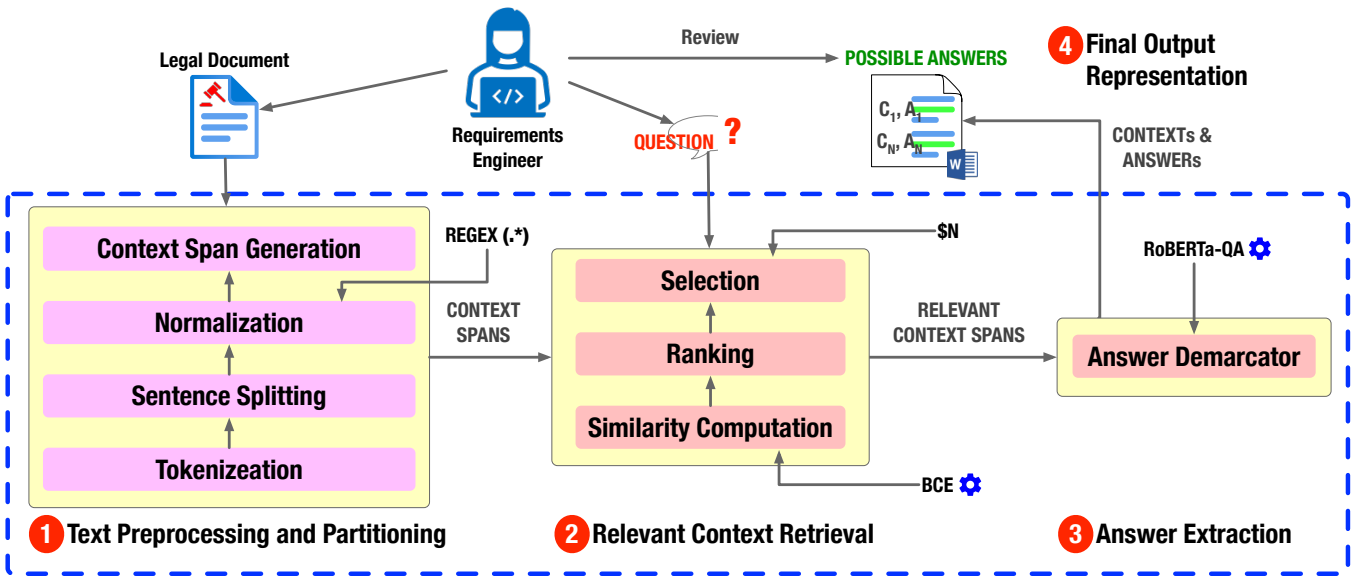 Legal Document
Requirements
Engineer
</>
Review
POSSIBLE ANSWERS
C1, A1
CN, AN
W
QUESTION ?
4 Final Output
Representation
CONTEXTs &
ANSWERs
Context Span Generation
Normalization
Sentence Splitting
Tokenizeation
REGEX (.*)
CONTEXT
SPANS
1 Text Preprocessing and Partitioning
$N
Selection
Ranking
Similarity Computation
BCE
RELEVANT
CONTEXT SPANS
2 Relevant Context Retrieval
RoBERTa-QA
Answer Demarcator
3 Answer Extraction